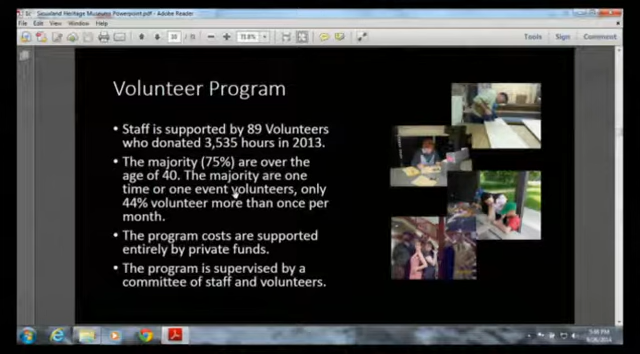 Siouxland Heritage Museums Powerpoint.pdf - Adobe Reader
File Edit View Window Help
Tools Sign Comment
Volunteer Program
• Staff is supported by 89 Volunteers
who donated 3,535 hours in 2013.
• The majority (75%) are over the
age of 40. The majority are one
time or one event volunteers, only
44% volunteer more than once per
month.
• The program costs are supported
entirely by private funds.
• The program is supervised by a
committee of staff and volunteers.